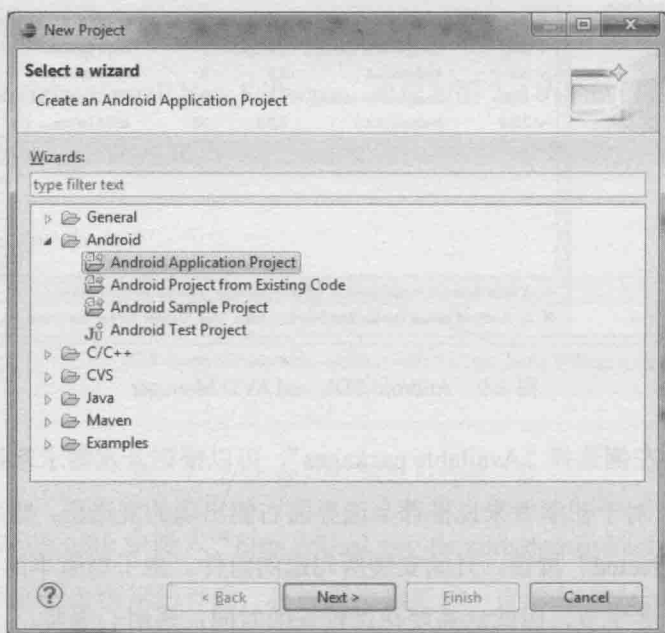 New Project
Select a wizard
Create an Android Application Project
Wizards:
type filter text
General
Android
Android Application Project
Android Project from Existing Code
Android Sample Project
Android Test Project
C/C++
CVS
Java
Maven
Examples
< Back
Next >
Finish
Cancel